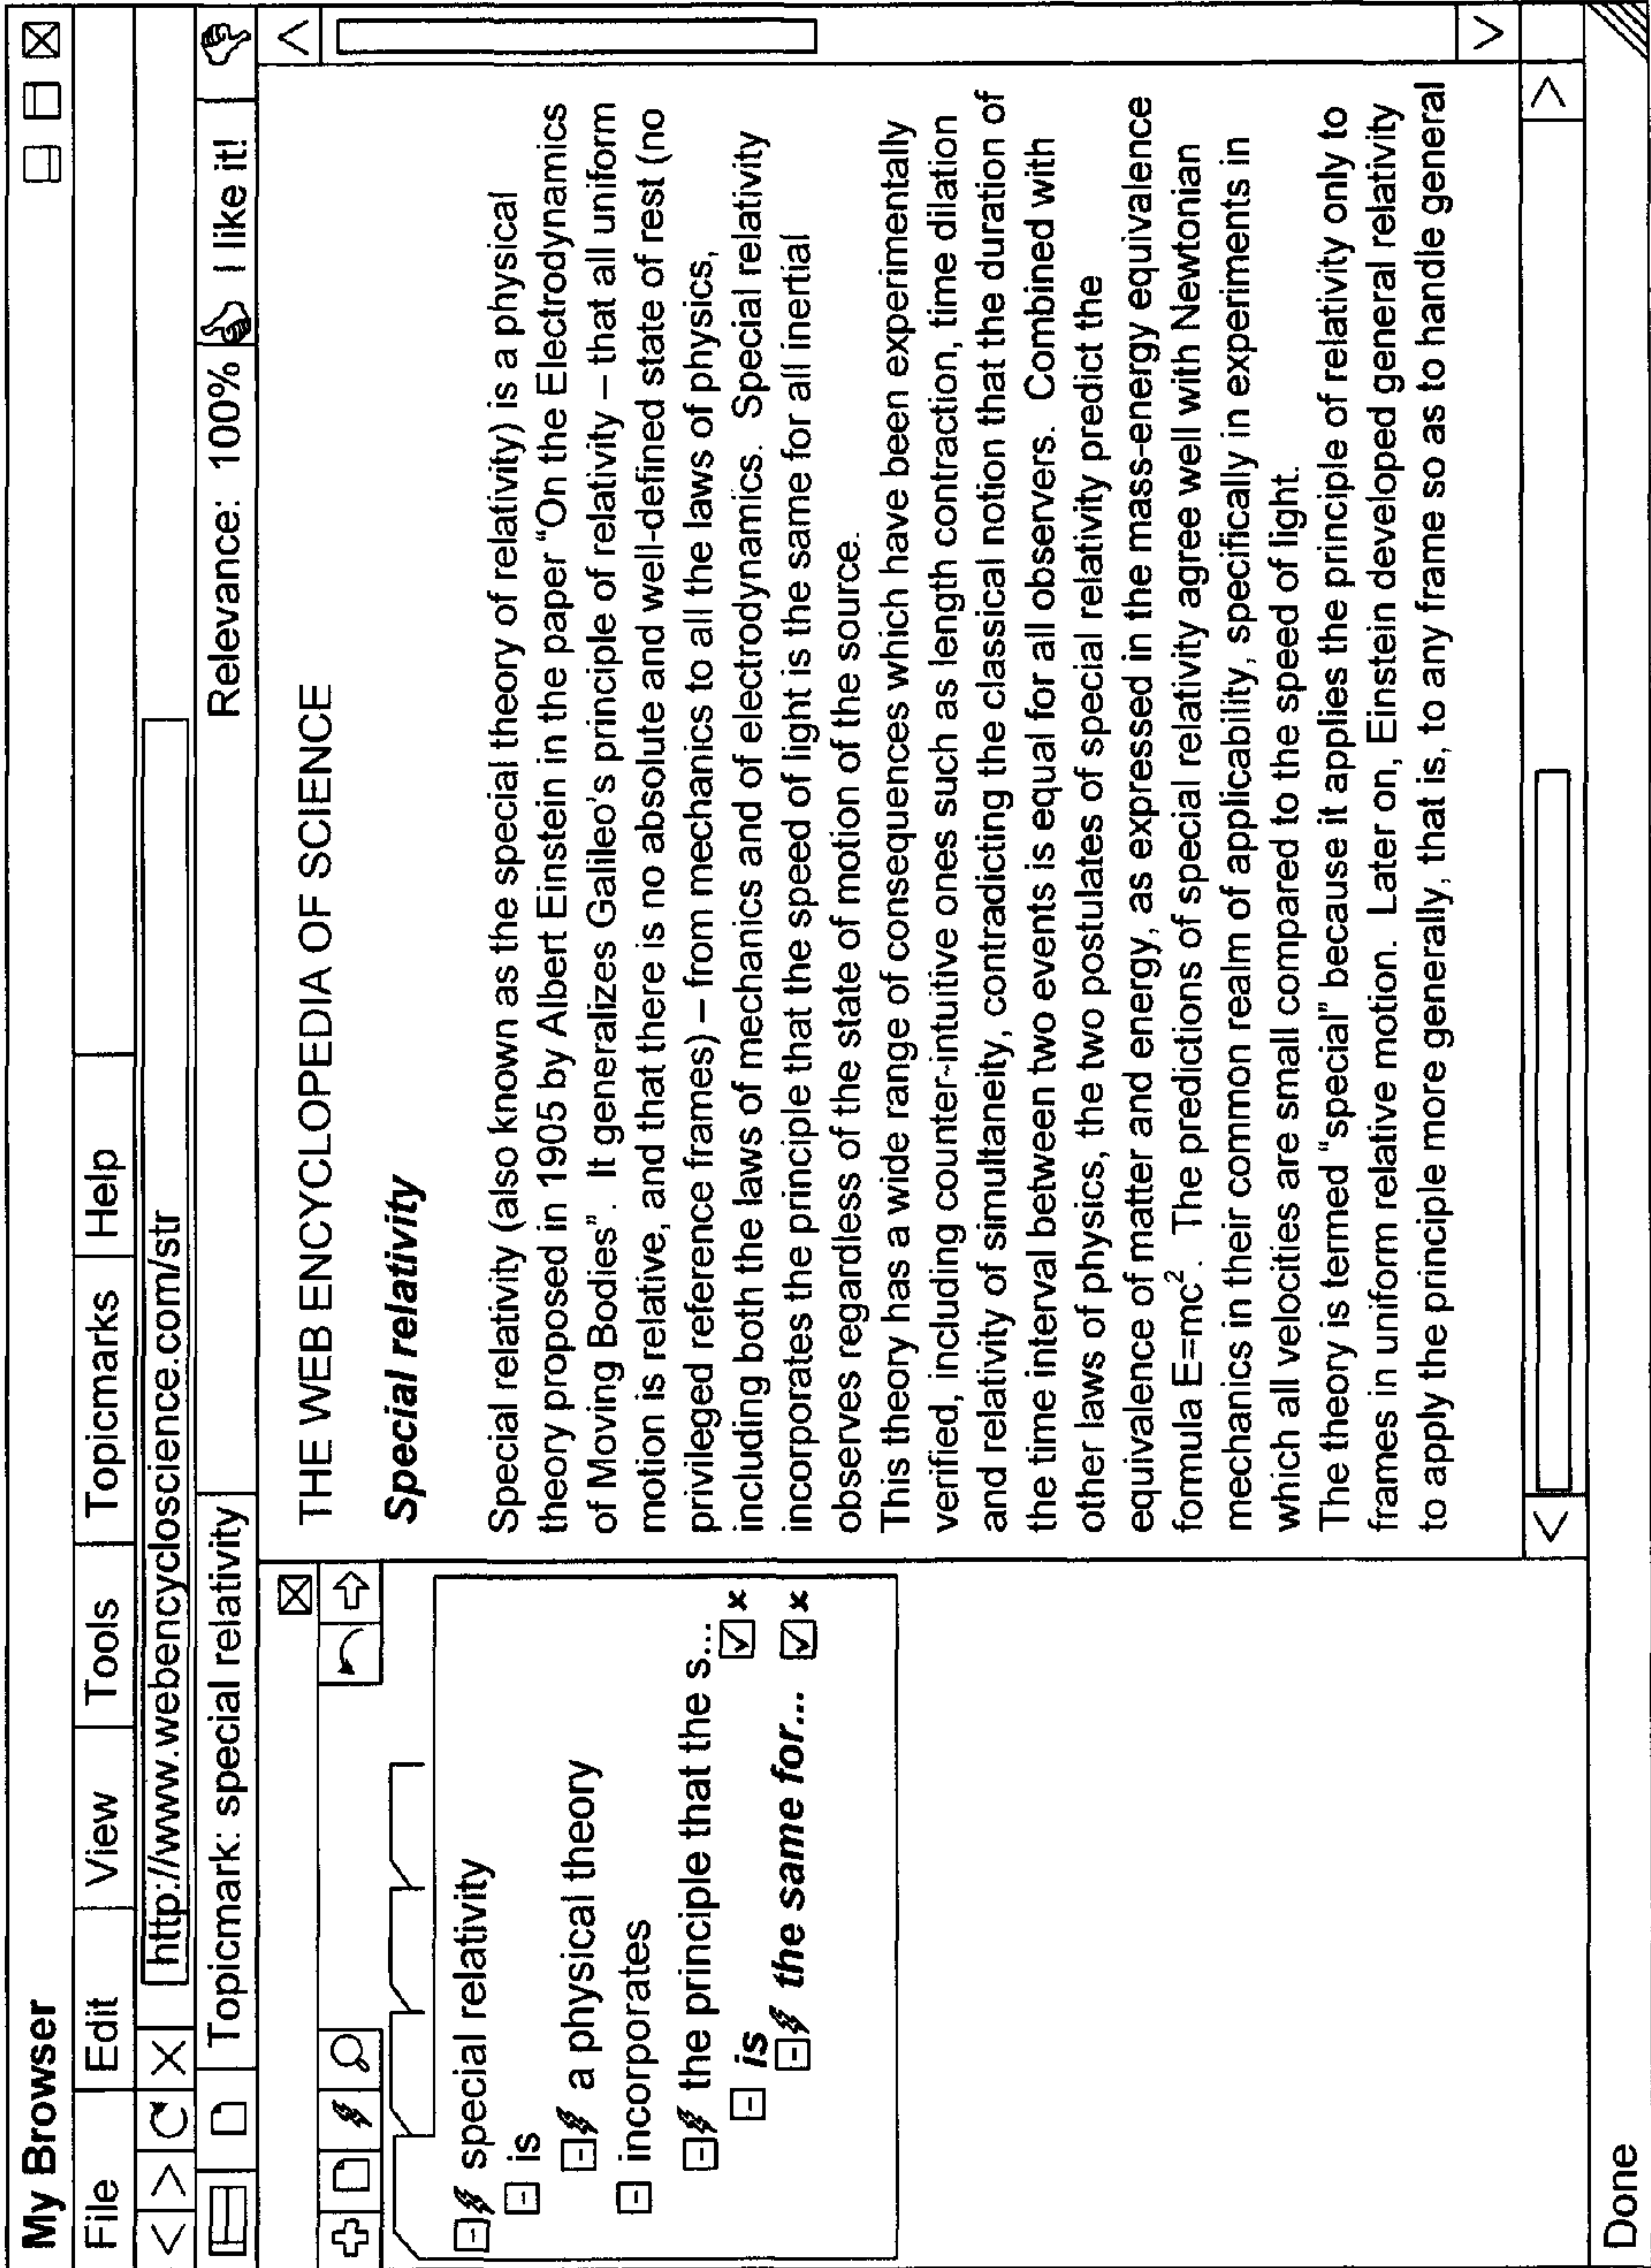 My Browser
File Edit View Tools Topicmarks Help
http://www.webencycloscience.com/str
Topicmark: special relativity Relevance: 100% I like it!
special relativity
is
a physical theory
incorporates
the principle that the s...
is
the same for...
THE WEB ENCYCLOPEDIA OF SCIENCE
Special relativity
Special relativity (also known as the special theory of relativity) is a physical
theory proposed in 1905 by Albert Einstein in the paper “On the Electrodynamics
of Moving Bodies”. It generalizes Galileo's principle of relativity – that all uniform
motion is relative, and that there is no absolute and well-defined state of rest (no
privileged reference frames) – from mechanics to all the laws of physics,
including both the laws of mechanics and of electrodynamics. Special relativity
incorporates the principle that the speed of light is the same for all inertial
observes regardless of the state of motion of the source.
This theory has a wide range of consequences which have been experimentally
verified, including counter-intuitive ones such as length contraction, time dilation
and relativity of simultaneity, contradicting the classical notion that the duration of
the time interval between two events is equal for all observers. Combined with
other laws of physics, the two postulates of special relativity predict the
equivalence of matter and energy, as expressed in the mass-energy equivalence
formula E=mc². The predictions of special relativity agree well with Newtonian
mechanics in their common realm of applicability, specifically in experiments in
which all velocities are small compared to the speed of light.
The theory is termed “special” because it applies the principle of relativity only to
frames in uniform relative motion. Later on, Einstein developed general relativity
to apply the principle more generally, that is, to any frame so as to handle general
Done